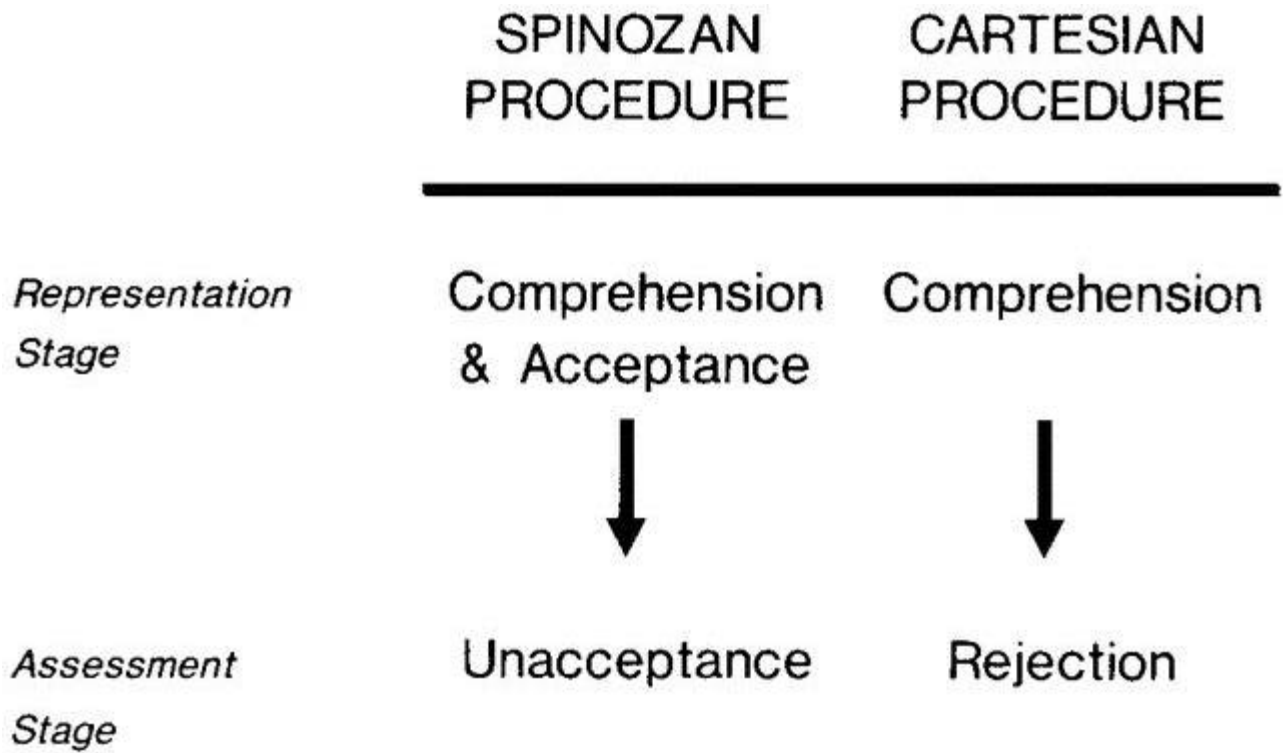 SPINOZAN CARTESIAN
PROCEDURE PROCEDURE
Representation Comprehension Comprehension
Stage & Acceptance
Assessment Unacceptance Rejection
Stage